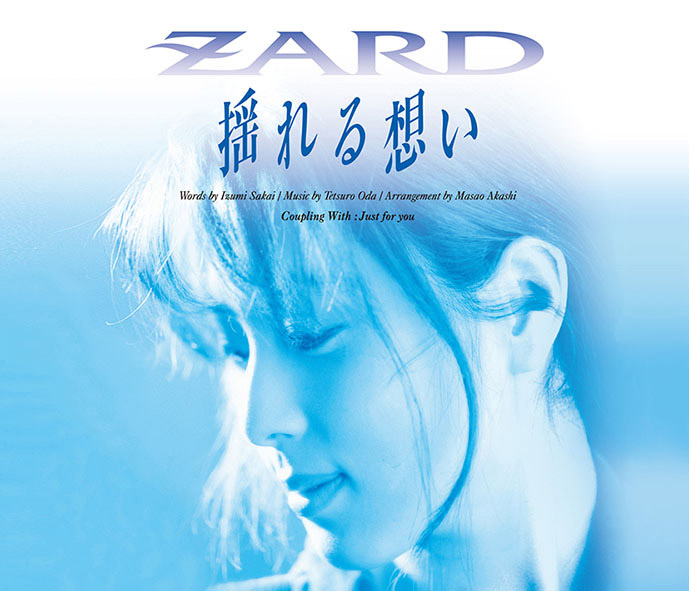 ZARD
揺れる想い
Words by Izumi Sakai / Music by Tetsuro Oda / Arrangement by Masao Akashi
Coupling With : Just for you